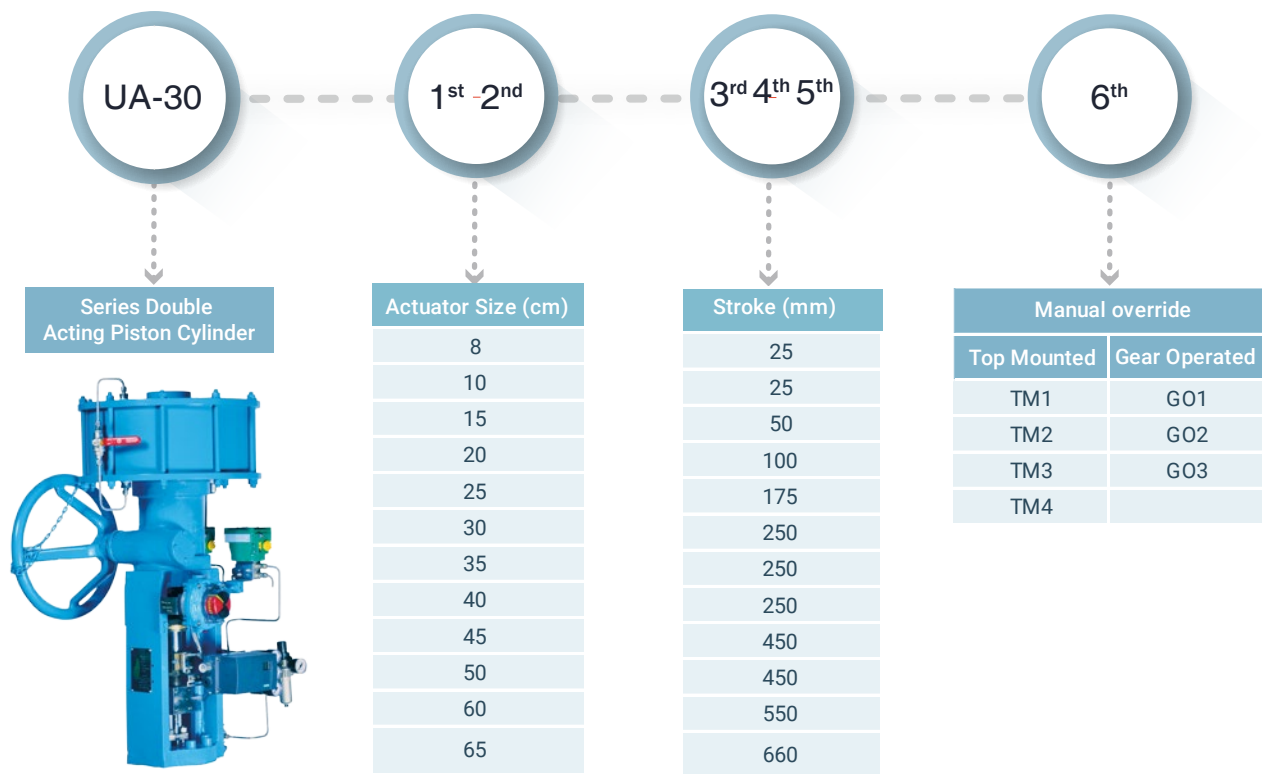 UA-30
1st -2nd
3rd 4th 5th
6th
Series Double
Acting Piston Cylinder
Actuator Size (cm)
8
10
15
20
25
30
35
40
45
50
60
65
Stroke (mm)
25
25
50
100
175
250
250
250
450
450
550
660
Manual override
Top Mounted Gear Operated
TM1 GO1
TM2 GO2
TM3 GO3
TM4